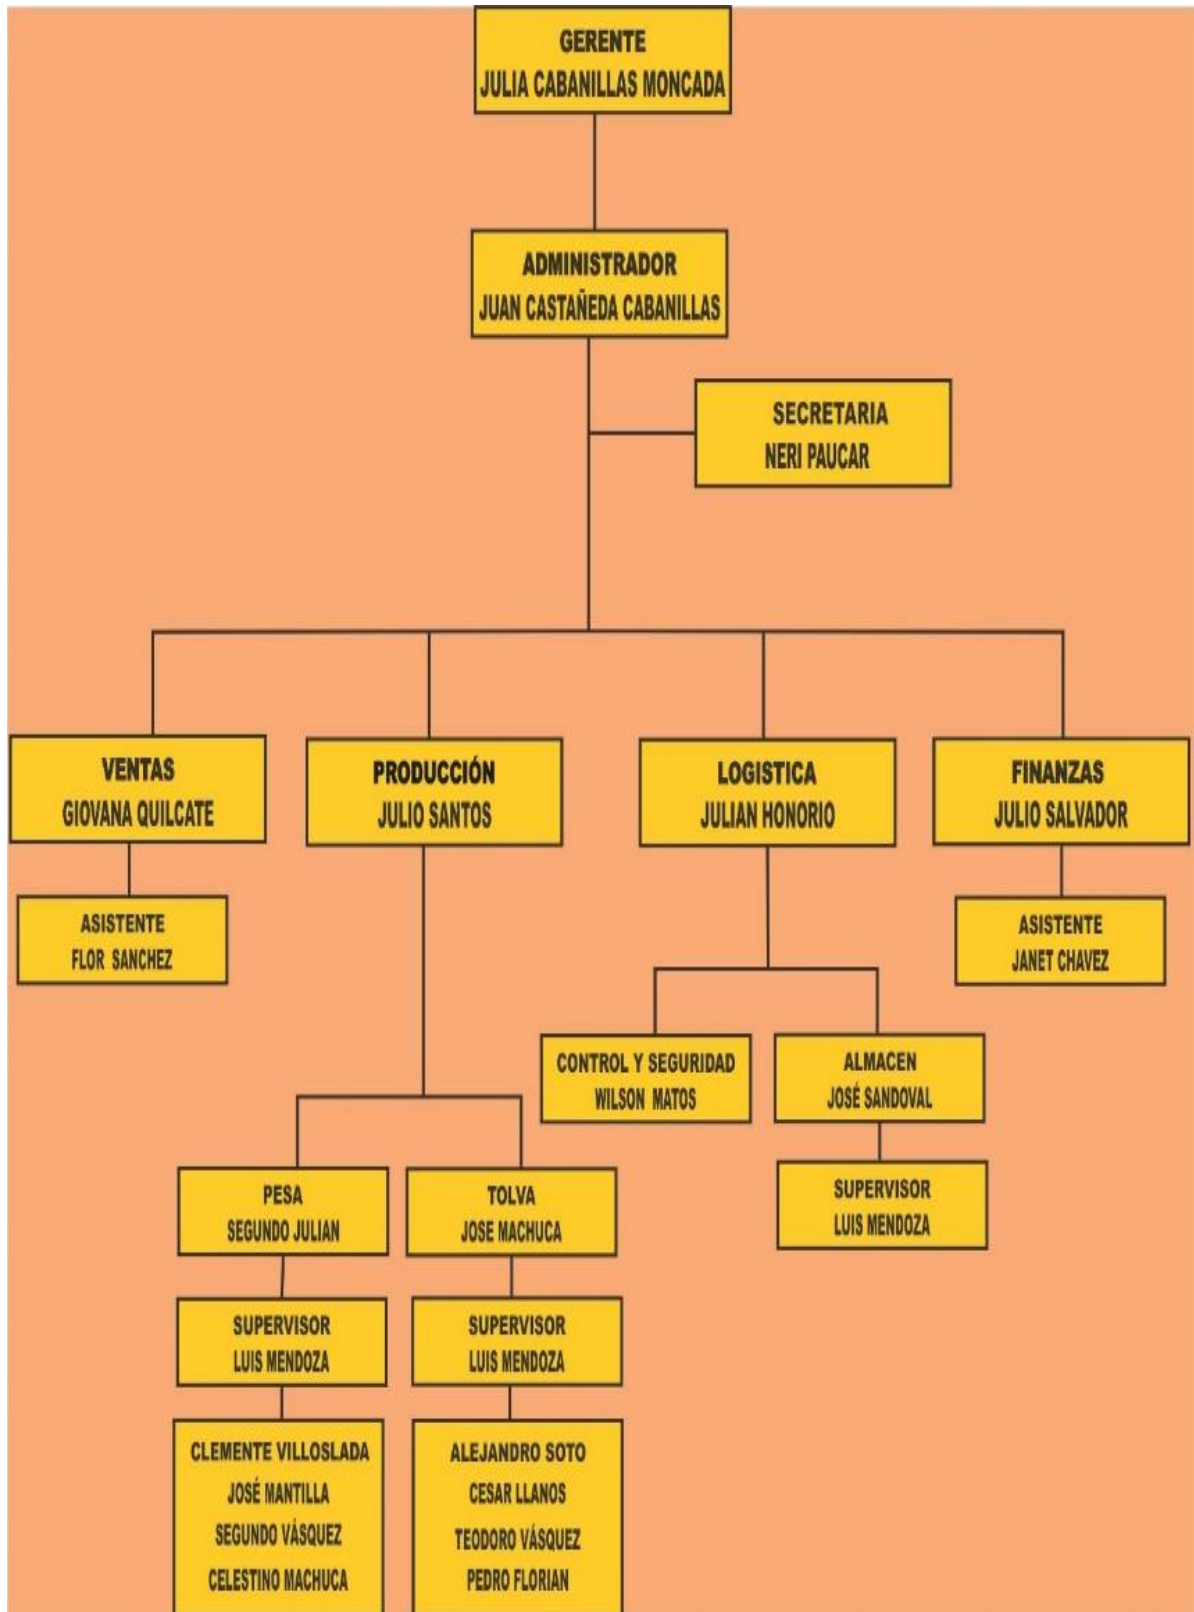 GERENTE
JULIA CABANILLAS MONCADA
ADMINISTRADOR
JUAN CASTAÑEDA CABANILLAS
SECRETARIA
NERI PAUCAR
VENTAS
GIOVANA QUILCATE
PRODUCCIÓN
JULIO SANTOS
LOGISTICA
JULIAN HONORIO
FINANZAS
JULIO SALVADOR
ASISTENTE
FLOR SANCHEZ
ASISTENTE
JANET CHAVEZ
CONTROL Y SEGURIDAD
WILSON MATOS
ALMACEN
JOSÉ SANDOVAL
PESA
SEGUNDO JULIAN
TOLVA
JOSE MACHUCA
SUPERVISOR
LUIS MENDOZA
SUPERVISOR
LUIS MENDOZA
SUPERVISOR
LUIS MENDOZA
CLEMENTE VILLOSLADA
JOSÉ MANTILLA
SEGUNDO VÁSQUEZ
CELESTINO MACHUCA
ALEJANDRO SOTO
CESAR LLANOS
TEODORO VÁSQUEZ
PEDRO FLORIAN